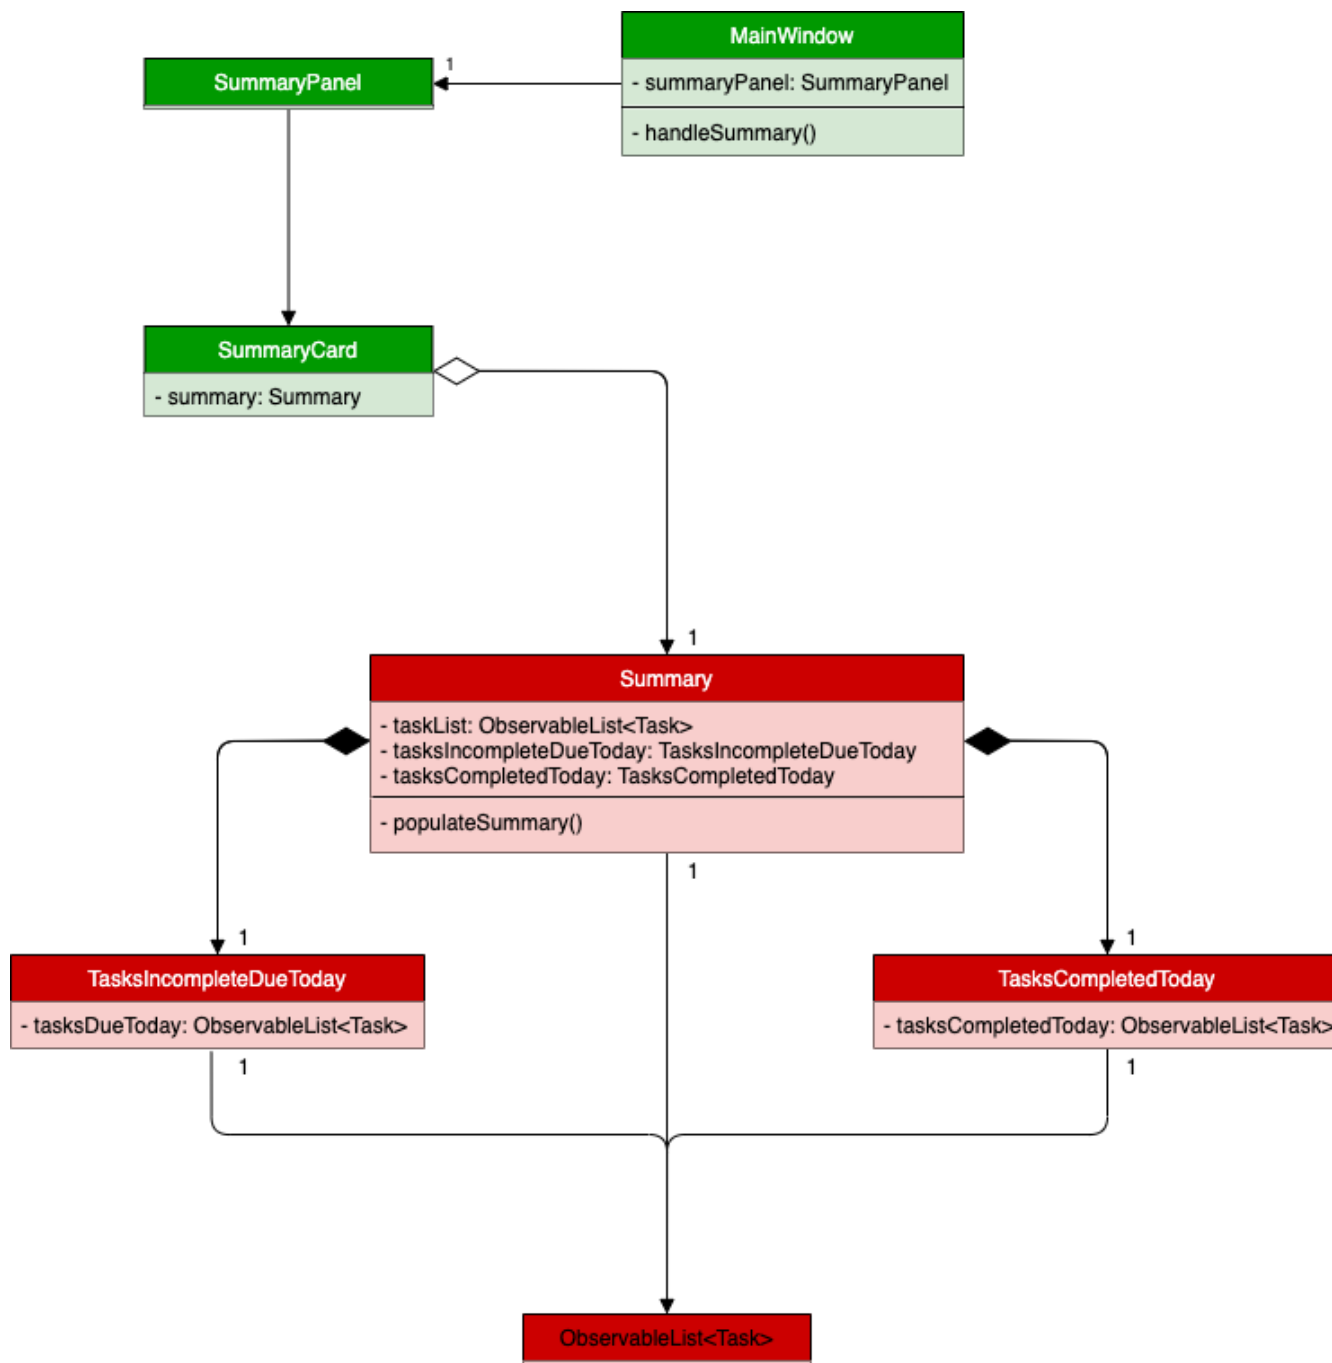 MainWindow
- summaryPanel: SummaryPanel
- handleSummary()
SummaryPanel
1
SummaryCard
- summary: Summary
1
Summary
- taskList: ObservableList<Task>
- tasksIncompleteDueToday: TasksIncompleteDueToday
- tasksCompletedToday: TasksCompletedToday
- populateSummary()
1
1
1
TasksIncompleteDueToday
- tasksDueToday: ObservableList<Task>
1
TasksCompletedToday
- tasksCompletedToday: ObservableList<Task>
1
ObservableList<Task>